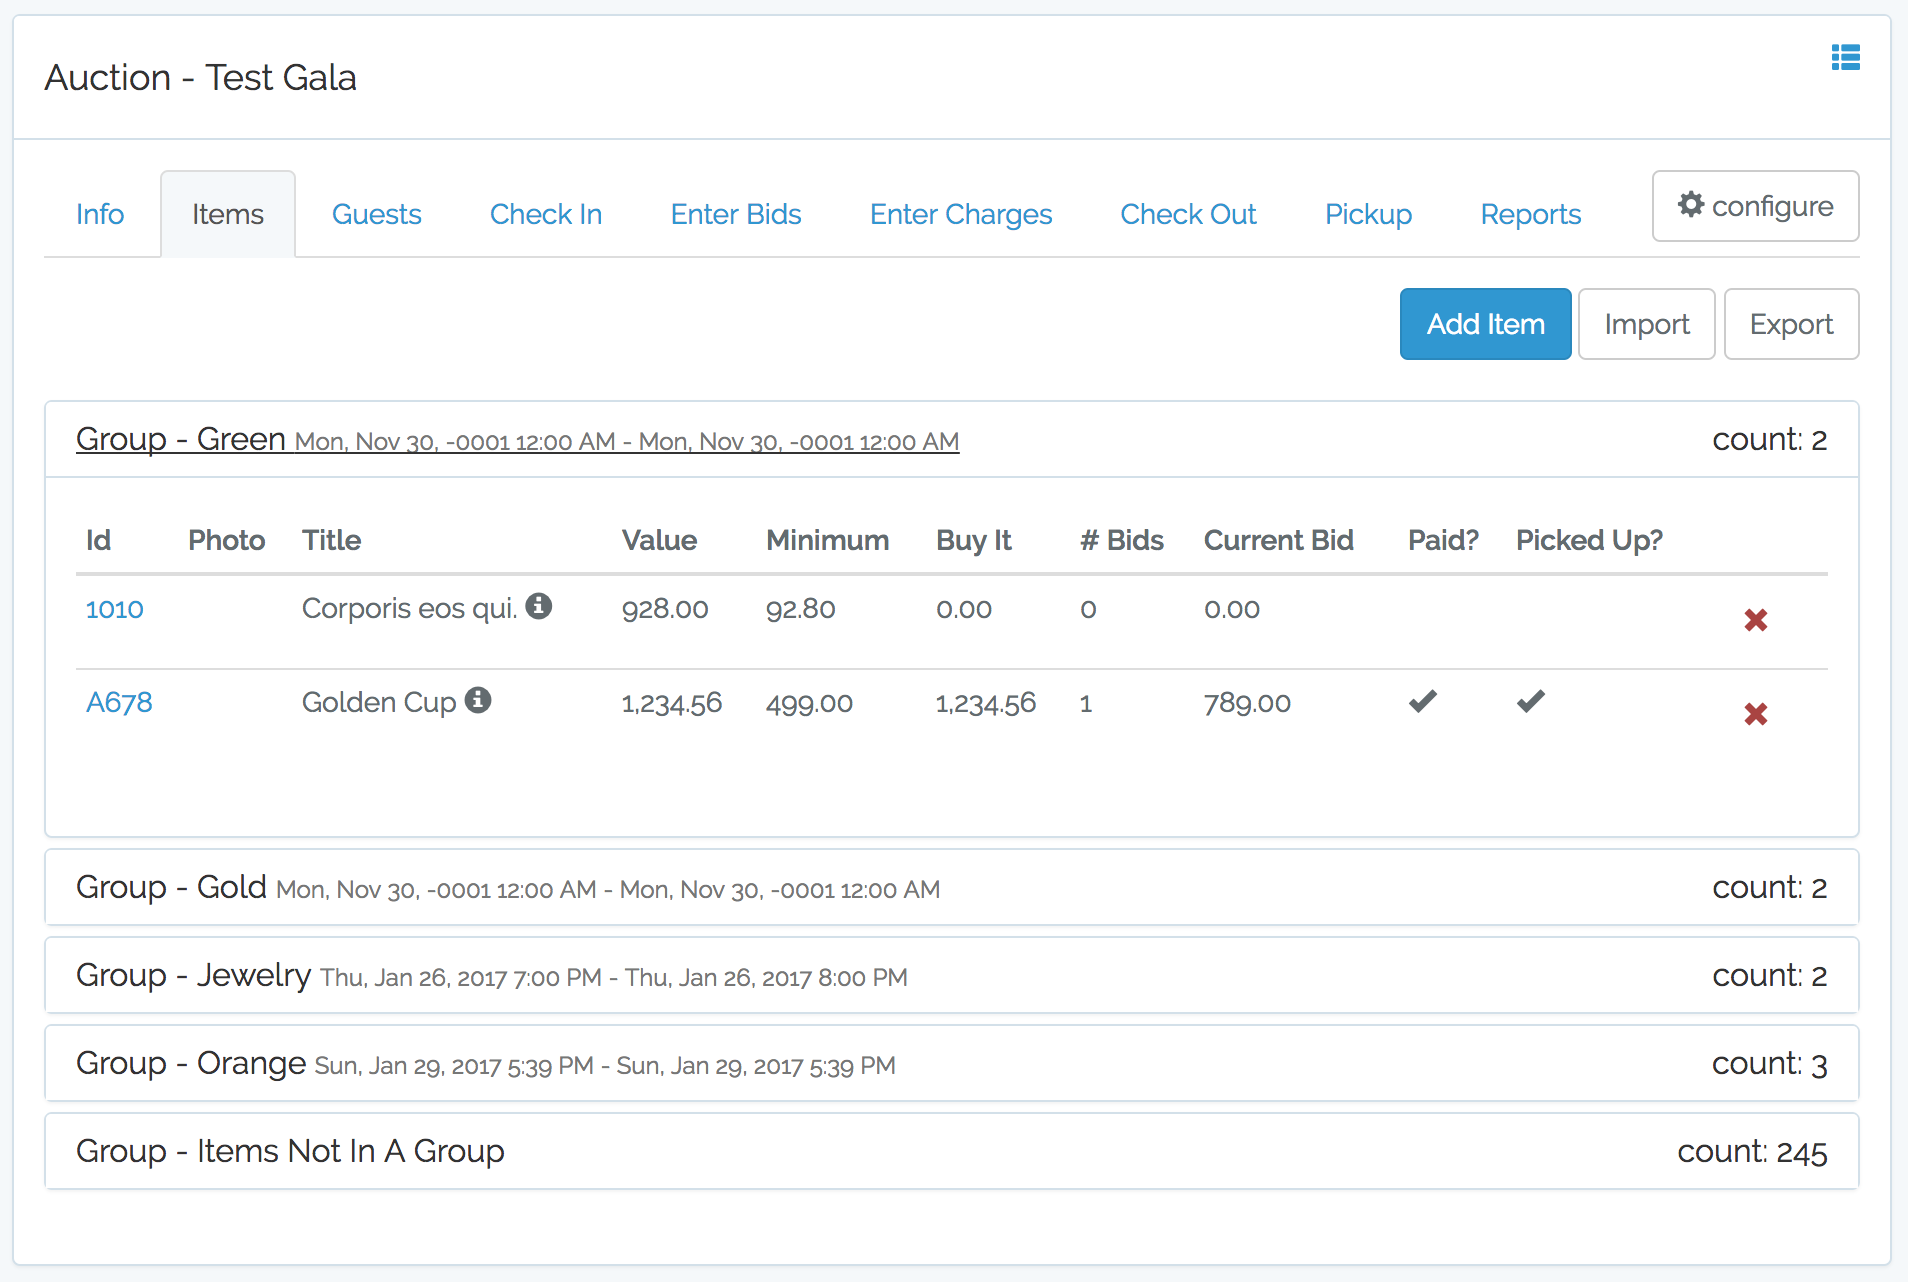 Auction - Test Gala
Info Items Guests Check In Enter Bids Enter Charges Check Out Pickup Reports configure
Add Item Import Export
Group - Green Mon, Nov 30, -0001 12:00 AM - Mon, Nov 30, -0001 12:00 AM count: 2
Id Photo Title Value Minimum Buy It # Bids Current Bid Paid? Picked Up?
1010 Corporis eos qui. 928.00 92.80 0.00 0 0.00
A678 Golden Cup 1,234.56 499.00 1,234.56 1 789.00
Group - Gold Mon, Nov 30, -0001 12:00 AM - Mon, Nov 30, -0001 12:00 AM count: 2
Group - Jewelry Thu, Jan 26, 2017 7:00 PM - Thu, Jan 26, 2017 8:00 PM count: 2
Group - Orange Sun, Jan 29, 2017 5:39 PM - Sun, Jan 29, 2017 5:39 PM count: 3
Group - Items Not In A Group count: 245